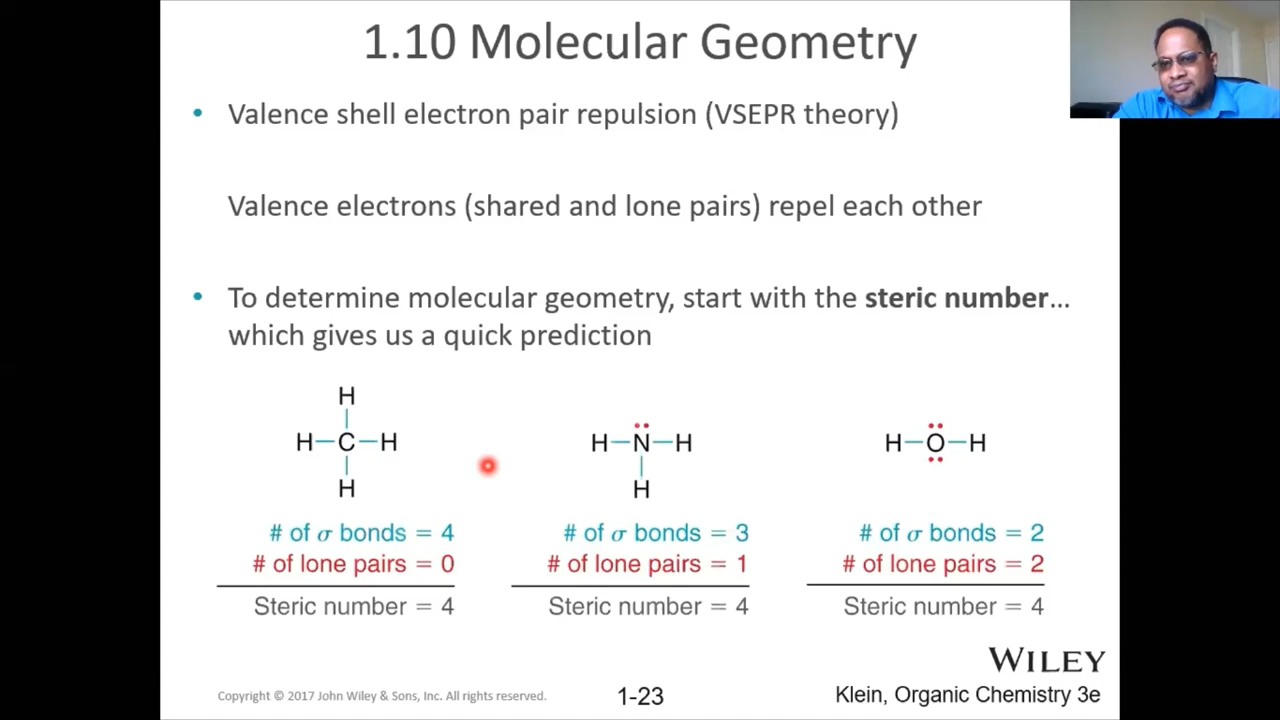 1.10 Molecular Geometry
• Valence shell electron pair repulsion (VSEPR theory)
Valence electrons (shared and lone pairs) repel each other
• To determine molecular geometry, start with the steric number…
which gives us a quick prediction
H
H–C–H
H
# of σ bonds = 4
# of lone pairs = 0
Steric number = 4
H–N–H
H
# of σ bonds = 3
# of lone pairs = 1
Steric number = 4
H–O–H
# of σ bonds = 2
# of lone pairs = 2
Steric number = 4
WILEY
Copyright © 2017 John Wiley & Sons, Inc. All rights reserved.
1-23
Klein, Organic Chemistry 3e